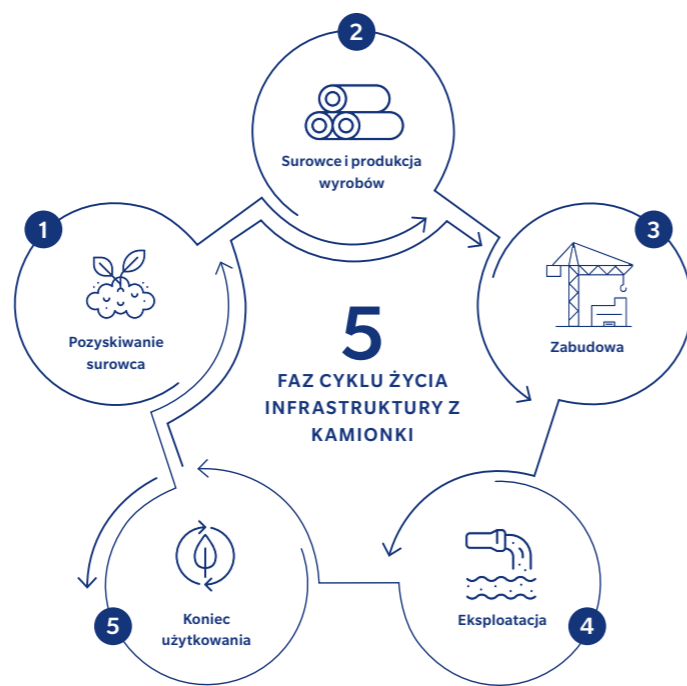 1
Pozyskiwanie
surowca
2
Surowce i produkcja
wyrobów
3
Zabudowa
4
Eksploatacja
5
Koniec
użytkowania
5
FAZ CYKLU ŻYCIA
INFRASTRUKTURY Z
KAMIONKI